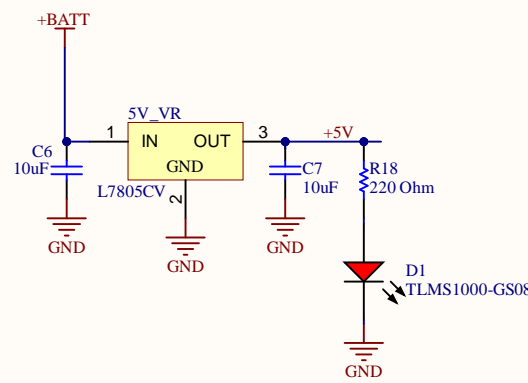 +BATT
5V_VR
1
IN
OUT
3
+5V
C6
10uF
GND
C7
10uF
R18
220 Ohm
L7805CV
2
GND
GND
GND
D1
TLMS1000-GS08
GND